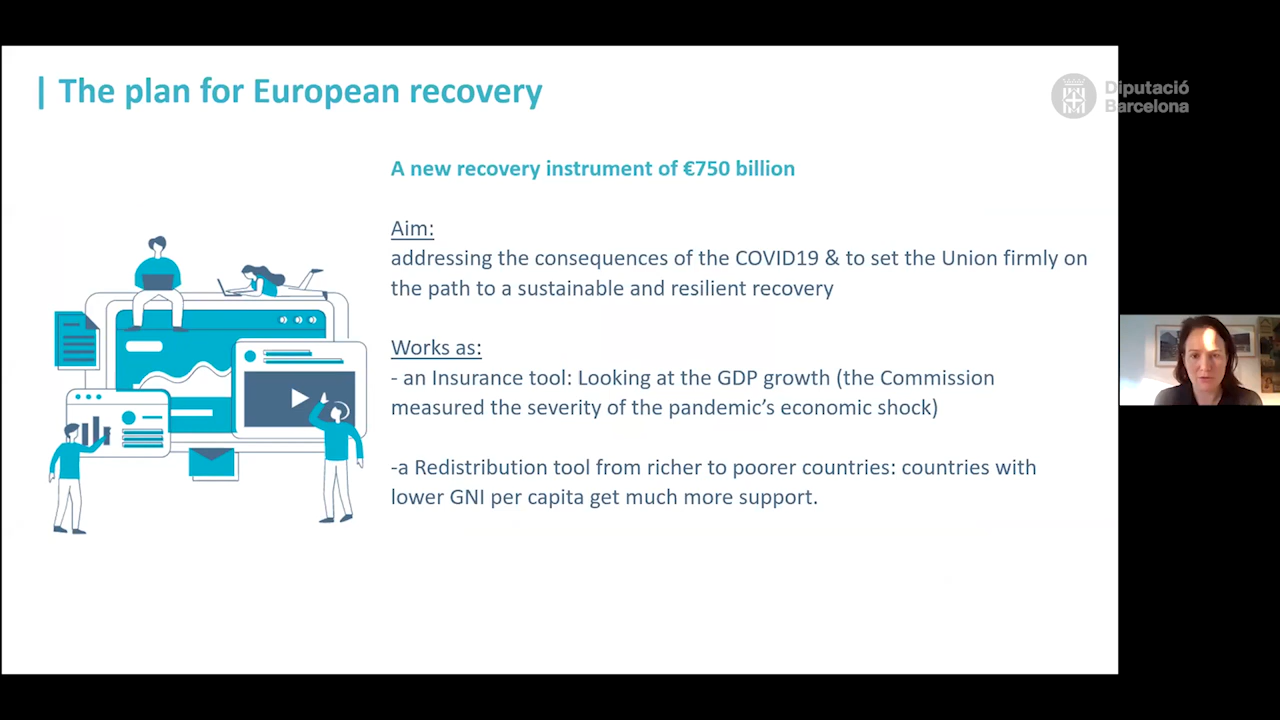 | The plan for European recovery
Diputació
Barcelona
A new recovery instrument of €750 billion
Aim:
addressing the consequences of the COVID19 & to set the Union firmly on
the path to a sustainable and resilient recovery
Works as:
- an Insurance tool: Looking at the GDP growth (the Commission
measured the severity of the pandemic's economic shock)
-a Redistribution tool from richer to poorer countries: countries with
lower GNI per capita get much more support.